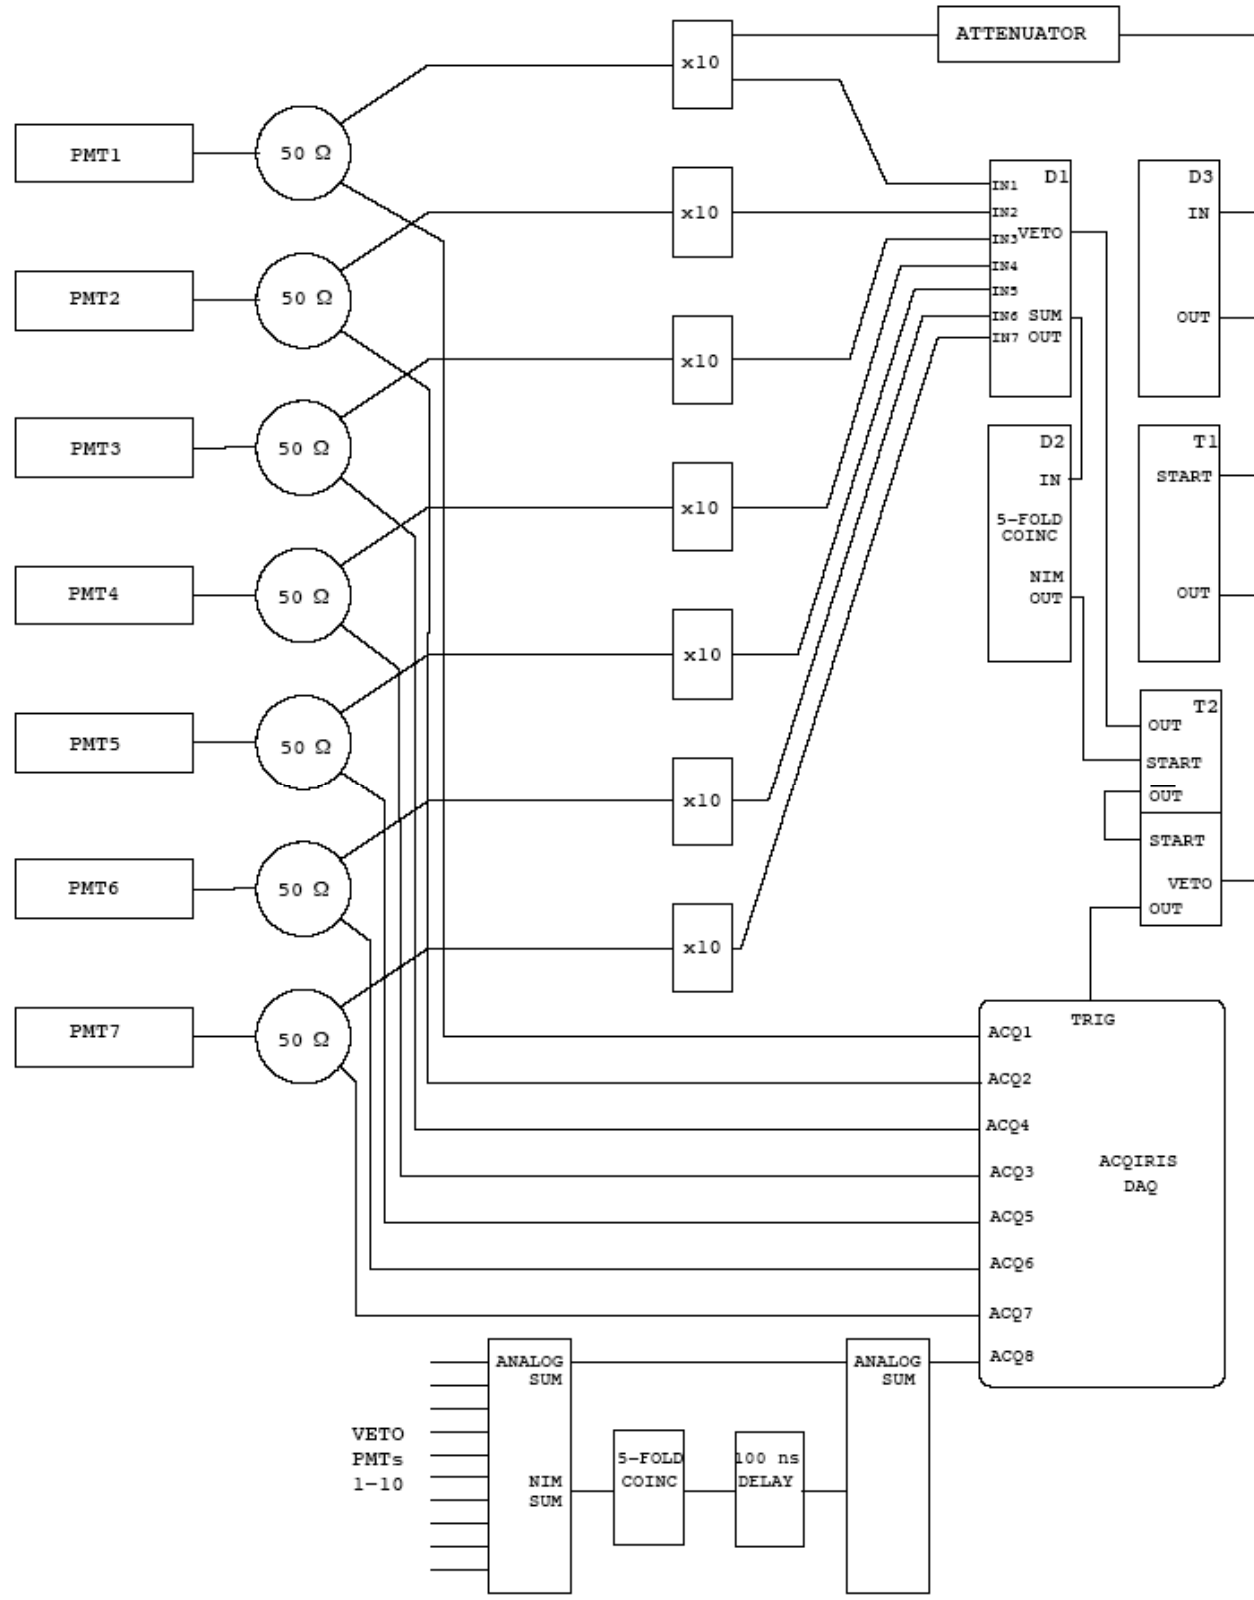 ATTENUATOR
x10
PMT1
50 Ω
D1
IN1
IN2
IN3
VETO
IN4
IN5
IN6 SUM
IN7 OUT
D3
IN
OUT
x10
PMT2
50 Ω
x10
PMT3
50 Ω
D2
IN
5-FOLD
COINC
NIM
OUT
T1
START
OUT
x10
PMT4
50 Ω
x10
PMT5
50 Ω
T2
OUT
START
OUT
START
VETO
OUT
x10
PMT6
50 Ω
x10
PMT7
50 Ω
TRIG
ACQ1
ACQ2
ACQ4
ACQ3
ACQ5
ACQ6
ACQ7
ACQ8
ACQIRIS
DAQ
VETO
PMTs
1-10
ANALOG
SUM
NIM
SUM
5-FOLD
COINC
100 ns
DELAY
ANALOG
SUM